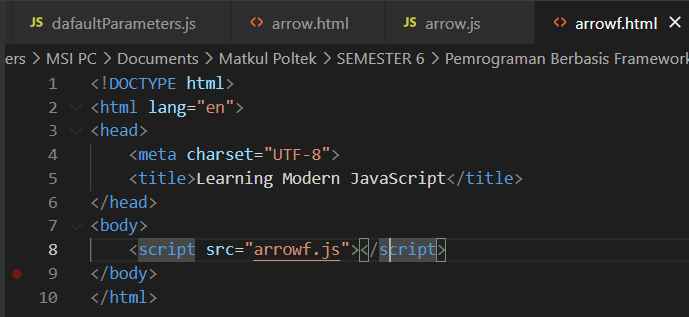 JS dafaultParameters.js <> arrow.html JS arrow.js <> arrowf.html ×
ers > MSI PC > Documents > Matkul Poltek > SEMESTER 6 > Pemrograman Berbasis Framework
1 <!DOCTYPE html>
2 <html lang="en">
3 <head>
4 <meta charset="UTF-8">
5 <title>Learning Modern JavaScript</title>
6 </head>
7 <body>
8 <script src="arrowf.js"></script>
9 </body>
10 </html>